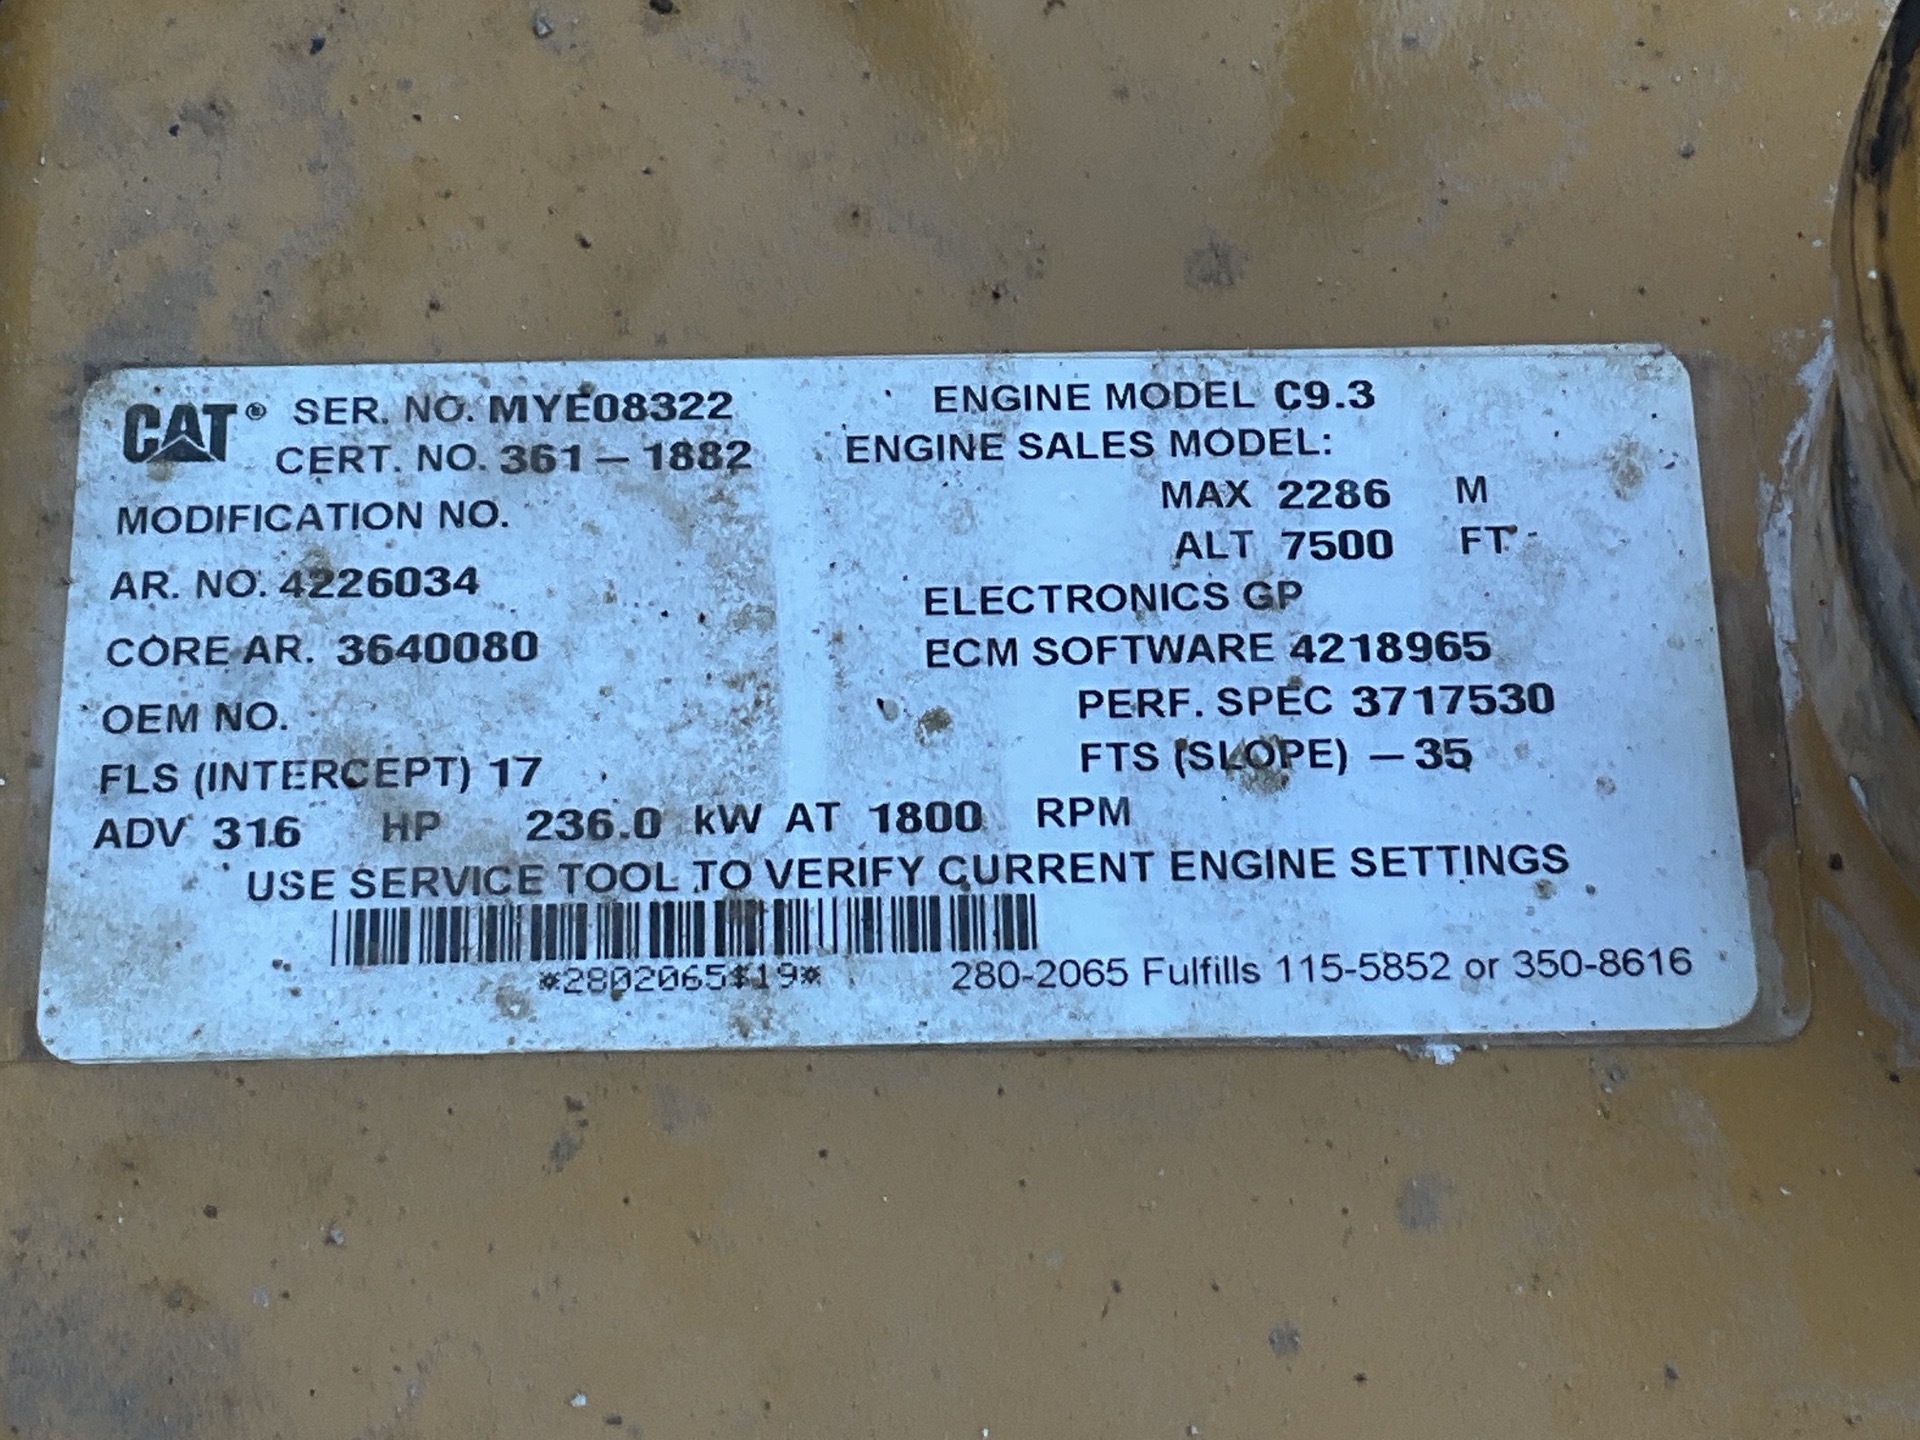 CAT® SER. NO. MYE08322
CERT. NO. 361-1882
MODIFICATION NO.
AR. NO. 4226034
CORE AR. 3640080
OEM NO.
FLS (INTERCEPT) 17
ENGINE MODEL C9.3
ENGINE SALES MODEL:
MAX 2286 M
ALT 7500 FT
ELECTRONICS GP
ECM SOFTWARE 4218965
PERF. SPEC 3717530
FTS (SLOPE) -35
ADV 316 HP 236.0 kW AT 1800 RPM
USE SERVICE TOOL TO VERIFY CURRENT ENGINE SETTINGS
*2802065$19*
280-2065 Fulfills 115-5852 or 350-8616